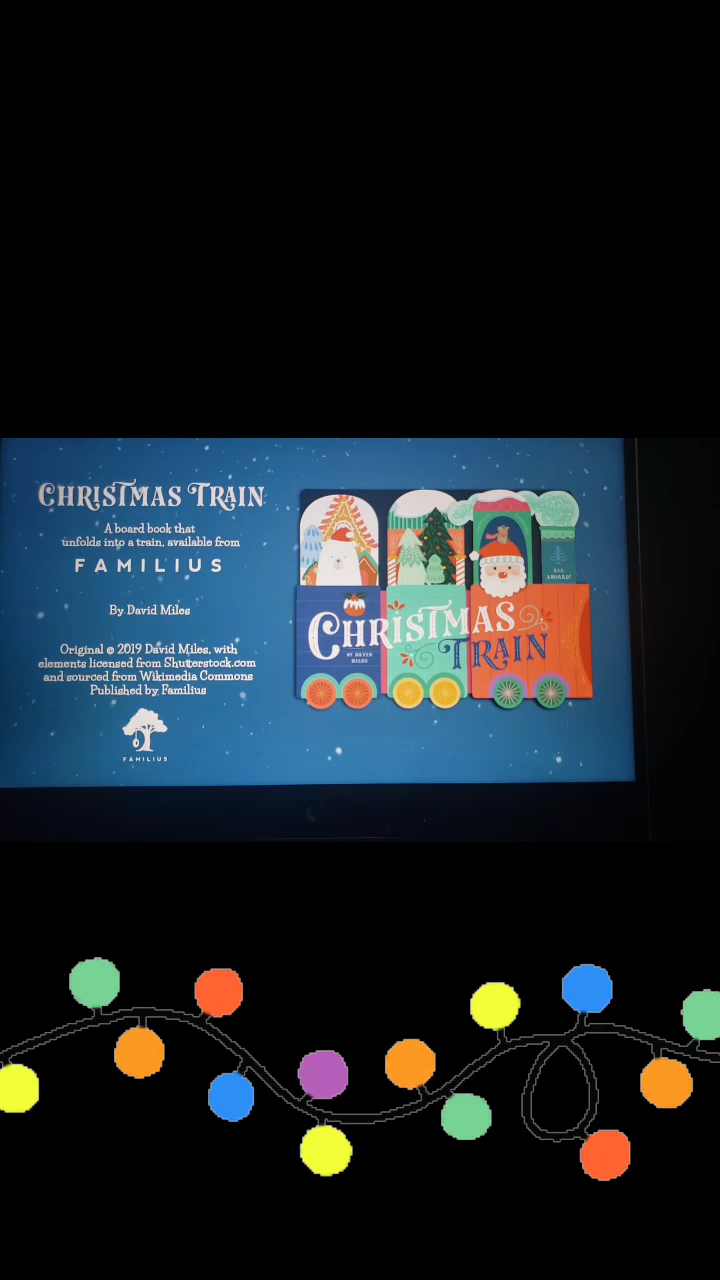 CHRISTMAS TRAIN
A board book that
unfolds into a train, available from
FAMILIUS
By David Miles
Original © 2019 David Miles, with
elements licensed from Shutterstock.com
and sourced from Wikimedia Commons
Published by Familius
FAMILIUS
ALL
ABOARD!
CHRISTMAS
TRAIN
BY DAVID
MILES